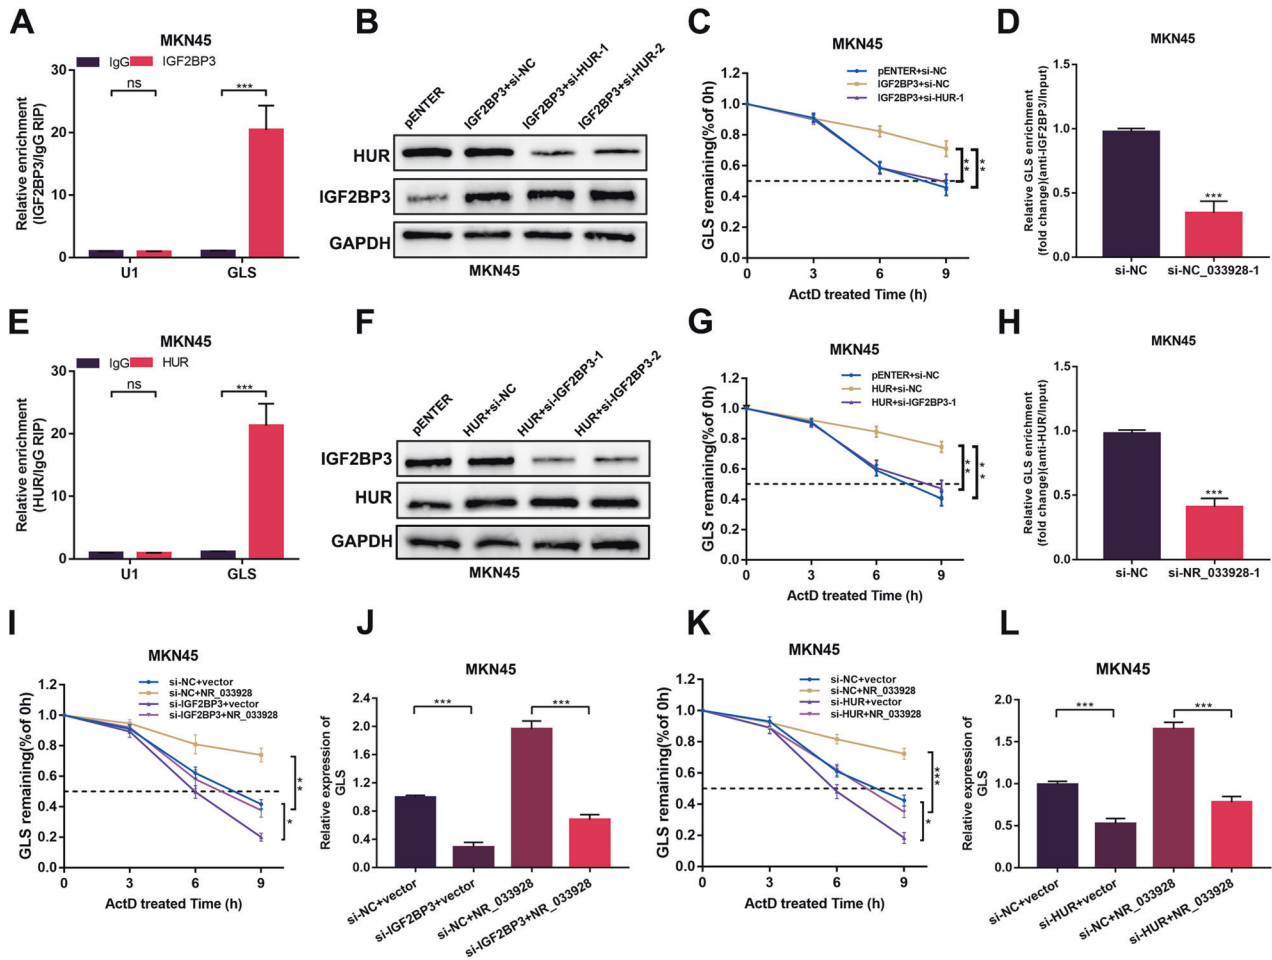 A
MKN45
IgG
IGF2BP3
Relative enrichment
(IGF2BP3/IgG RIP)
30
20
10
0
ns
***
U1
GLS
B
pENTER
IGF2BP3+si-NC
IGF2BP3+si-HUR-1
IGF2BP3+si-HUR-2
HUR
IGF2BP3
GAPDH
MKN45
C
MKN45
pENTER+si-NC
IGF2BP3+si-NC
IGF2BP3+si-HUR-1
GLS remaining(%of 0h)
1.2
1.0
0.8
0.6
0.4
0.2
0.0
**
**
0
3
6
9
ActD treated Time (h)
D
MKN45
Relative GLS enrichment
(fold change)(anti-IGF2BP3/Input)
1.5
1.0
0.5
0.0
***
si-NC
si-NC_033928-1
E
MKN45
IgG
HUR
Relative enrichment
(HUR/IgG RIP)
30
20
10
0
ns
***
U1
GLS
F
pENTER
HUR+si-NC
HUR+si-IGF2BP3-1
HUR+si-IGF2BP3-2
IGF2BP3
HUR
GAPDH
MKN45
G
MKN45
pENTER+si-NC
HUR+si-NC
HUR+si-IGF2BP3-1
GLS remaining(%of 0h)
1.2
1.0
0.8
0.6
0.4
0.2
0.0
**
**
0
3
6
9
ActD treated Time (h)
H
MKN45
Relative GLS enrichment
(fold change)(anti-HUR/Input)
1.5
1.0
0.5
0.0
***
si-NC
si-NR_033928-1
I
MKN45
si-NC+vector
si-NC+NR_033928
si-IGF2BP3+vector
si-IGF2BP3+NR_033928
GLS remaining(%of 0h)
1.2
1.0
0.8
0.6
0.4
0.2
0.0
**
*
0
3
6
9
ActD treated Time (h)
J
MKN45
Relative expression of
GLS
2.4
2.0
1.6
1.2
0.8
0.4
0.0
***
***
si-NC+vector
si-IGF2BP3+vector
si-NC+NR_033928
si-IGF2BP3+NR_033928
K
MKN45
si-NC+vector
si-NC+NR_033928
si-HUR+vector
si-HUR+NR_033928
GLS remaining(%of 0h)
1.2
1.0
0.8
0.6
0.4
0.2
0.0
***
*
0
3
6
9
ActD treated Time (h)
L
MKN45
Relative expression of
GLS
2.0
1.5
1.0
0.5
0.0
***
***
si-NC+vector
si-HUR+vector
si-NC+NR_033928
si-HUR+NR_033928